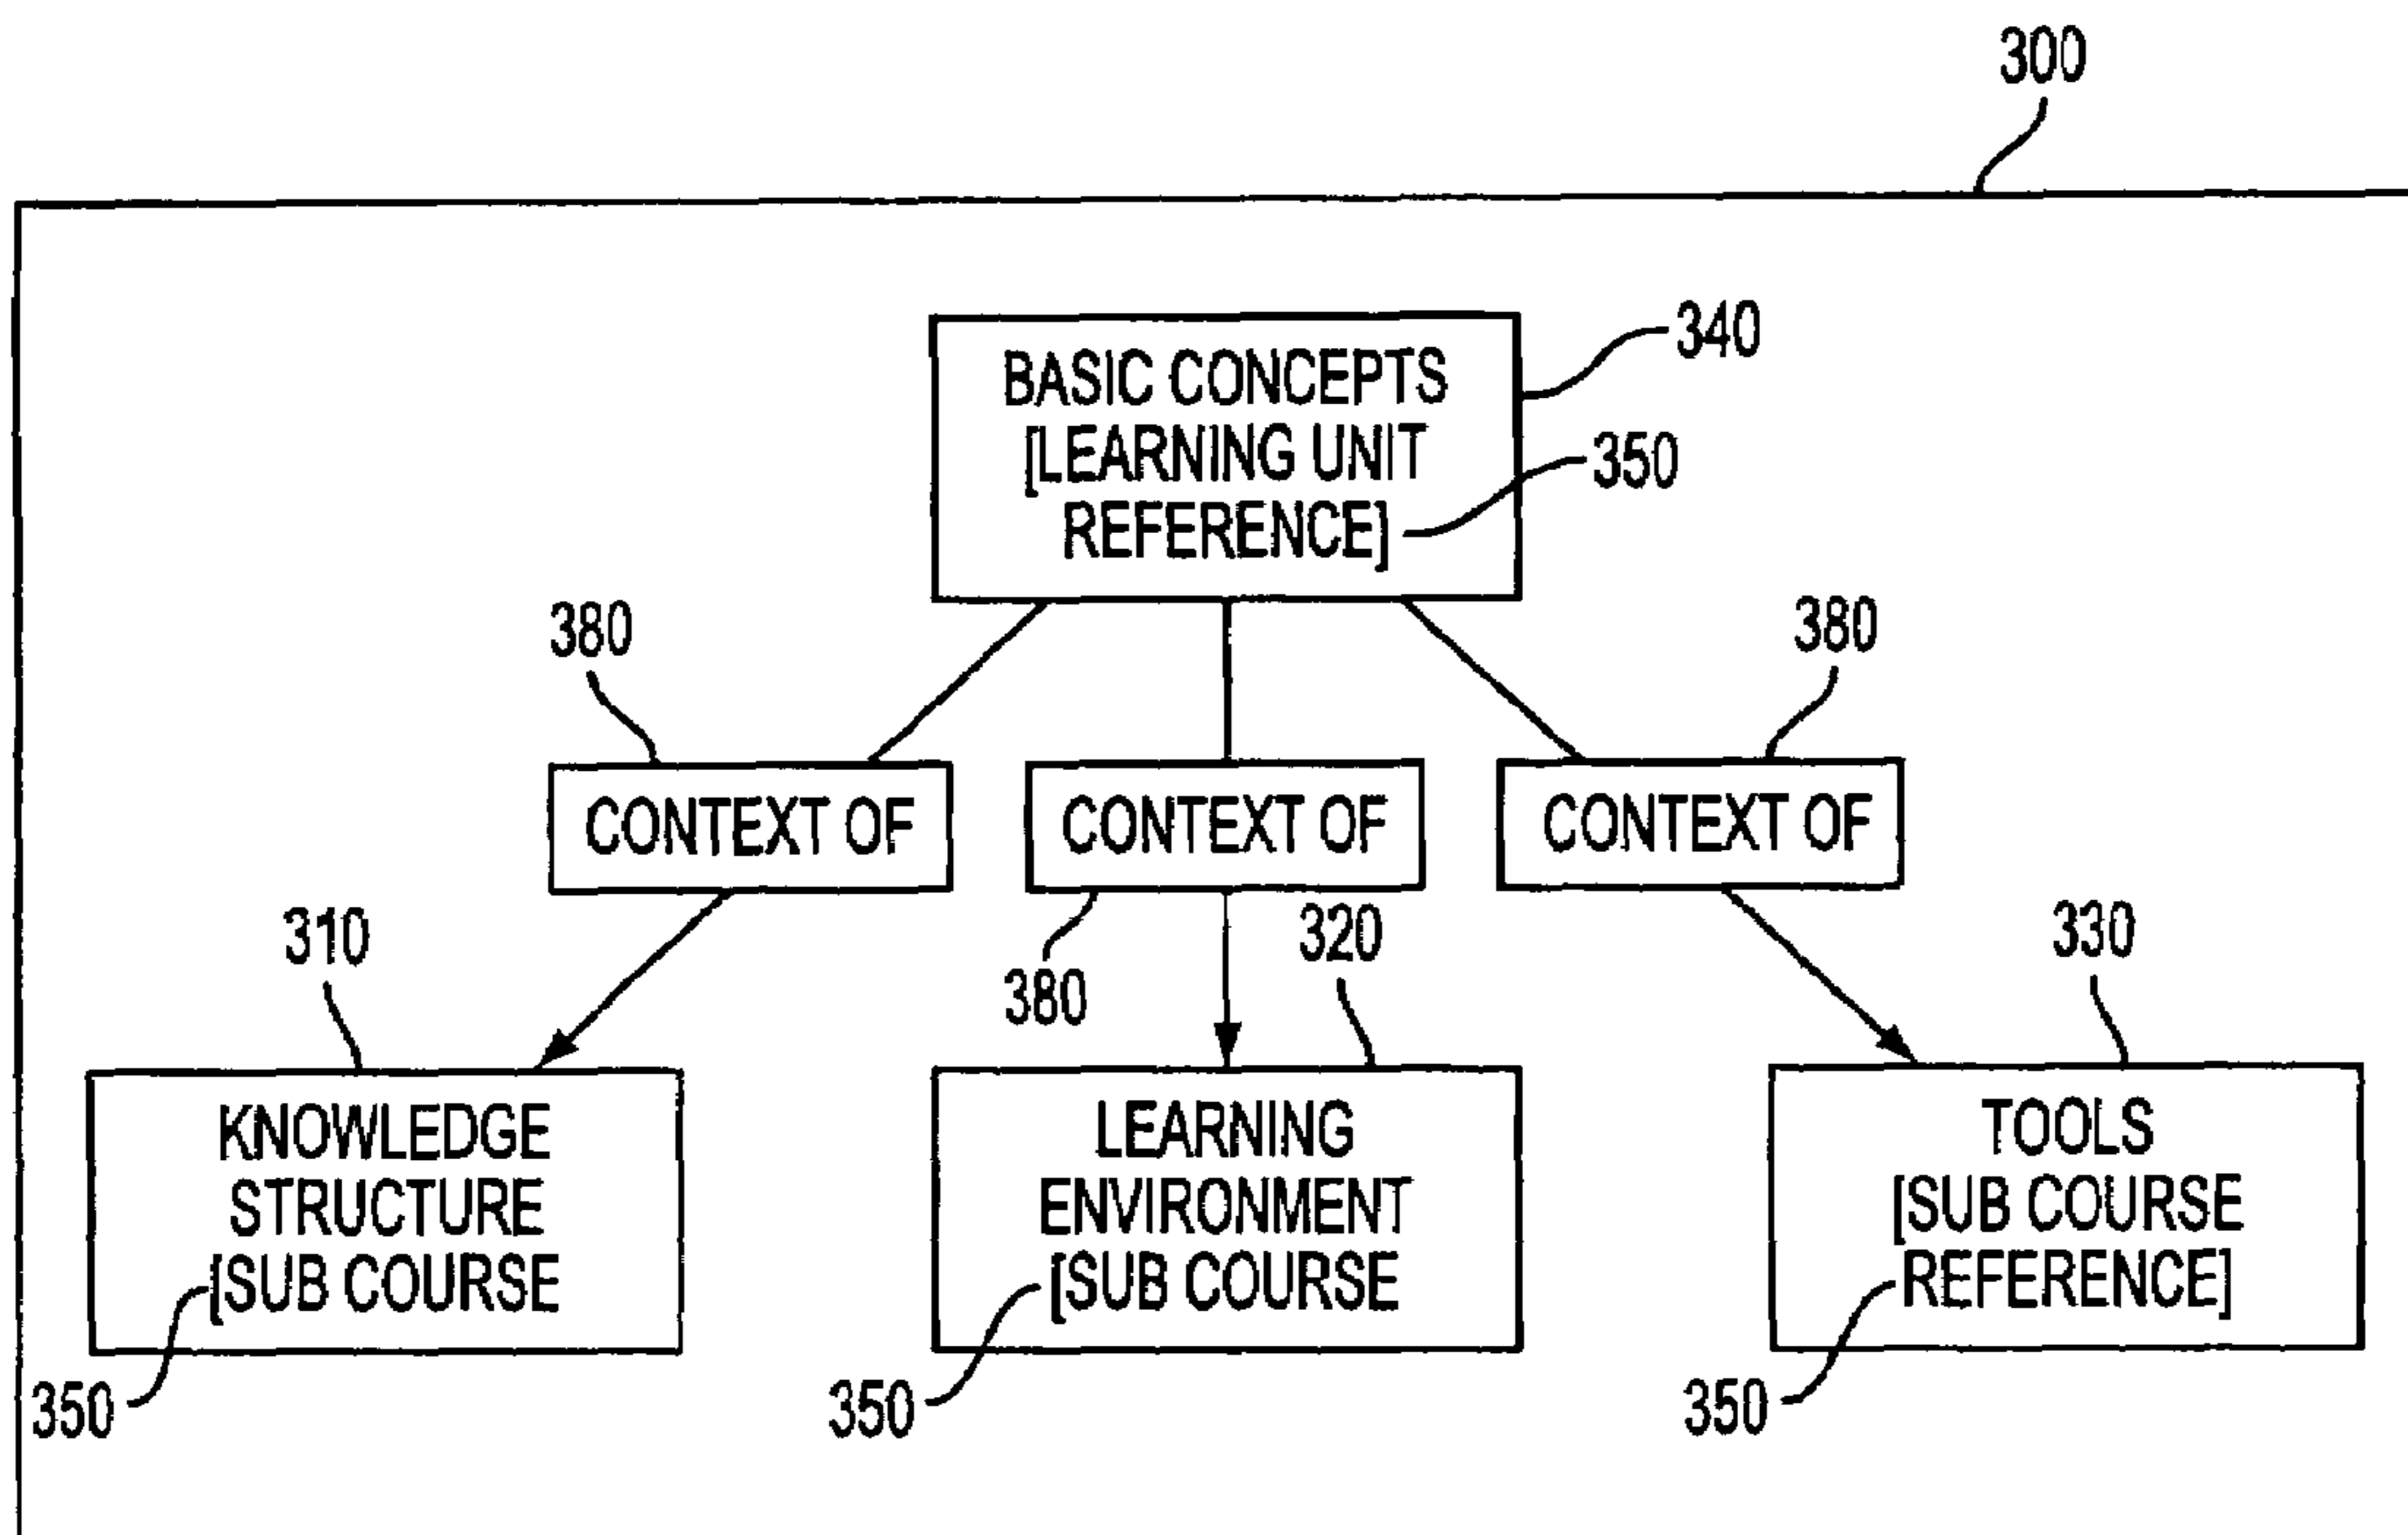 300
BASIC CONCEPTS
[LEARNING UNIT
REFERENCE]
340
350
380
380
CONTEXT OF
CONTEXT OF
CONTEXT OF
310
380
320
330
KNOWLEDGE
STRUCTURE
[SUB COURSE
350
LEARNING
ENVIRONMENT
[SUB COURSE
350
TOOLS
[SUB COURSE
REFERENCE]
350